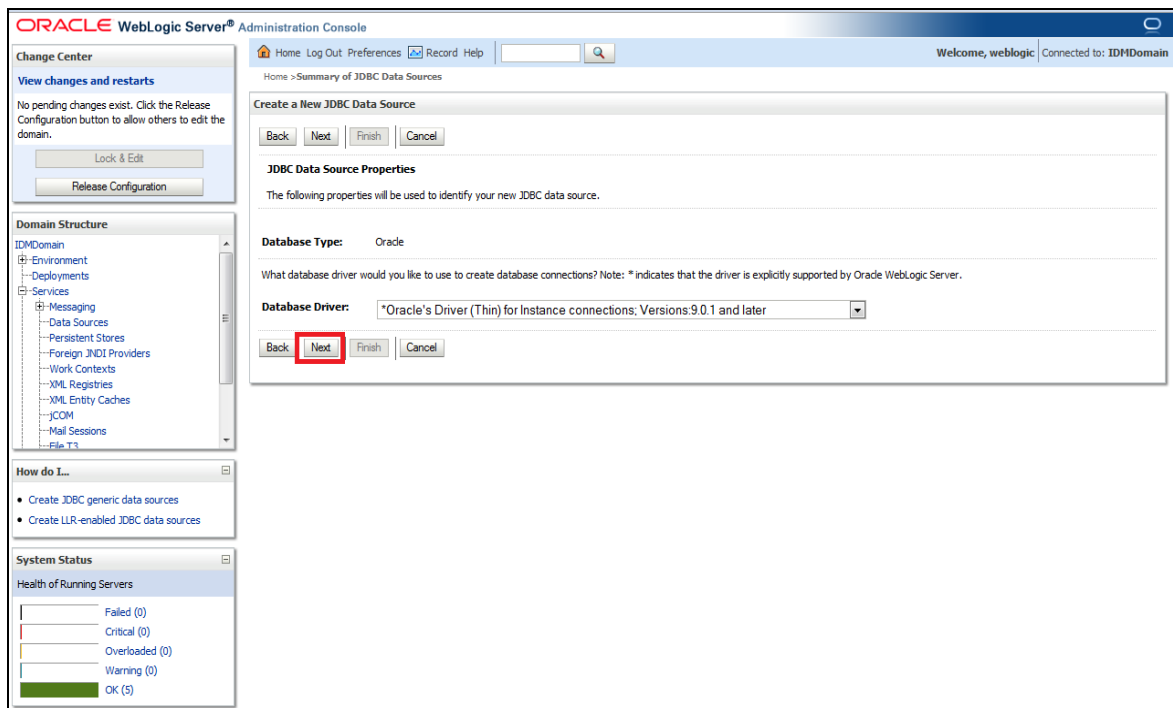 ORACLE WebLogic Server® Administration Console
Change Center
View changes and restarts
No pending changes exist. Click the Release
Configuration button to allow others to edit the
domain.
Lock & Edit
Release Configuration
Domain Structure
IDMDomain
Environment
Deployments
Services
Messaging
Data Sources
Persistent Stores
Foreign JNDI Providers
Work Contexts
XML Registries
XML Entity Caches
jCOM
Mail Sessions
File T3
How do I...
Create JDBC generic data sources
Create LLR-enabled JDBC data sources
System Status
Health of Running Servers
Failed (0)
Critical (0)
Overloaded (0)
Warning (0)
OK (5)
Home Log Out Preferences Record Help
Welcome, weblogic Connected to: IDMDomain
Home >Summary of JDBC Data Sources
Create a New JDBC Data Source
Back Next Finish Cancel
JDBC Data Source Properties
The following properties will be used to identify your new JDBC data source.
Database Type: Oracle
What database driver would you like to use to create database connections? Note: * indicates that the driver is explicitly supported by Oracle WebLogic Server.
Database Driver: *Oracle's Driver (Thin) for Instance connections; Versions:9.0.1 and later
Back Next Finish Cancel